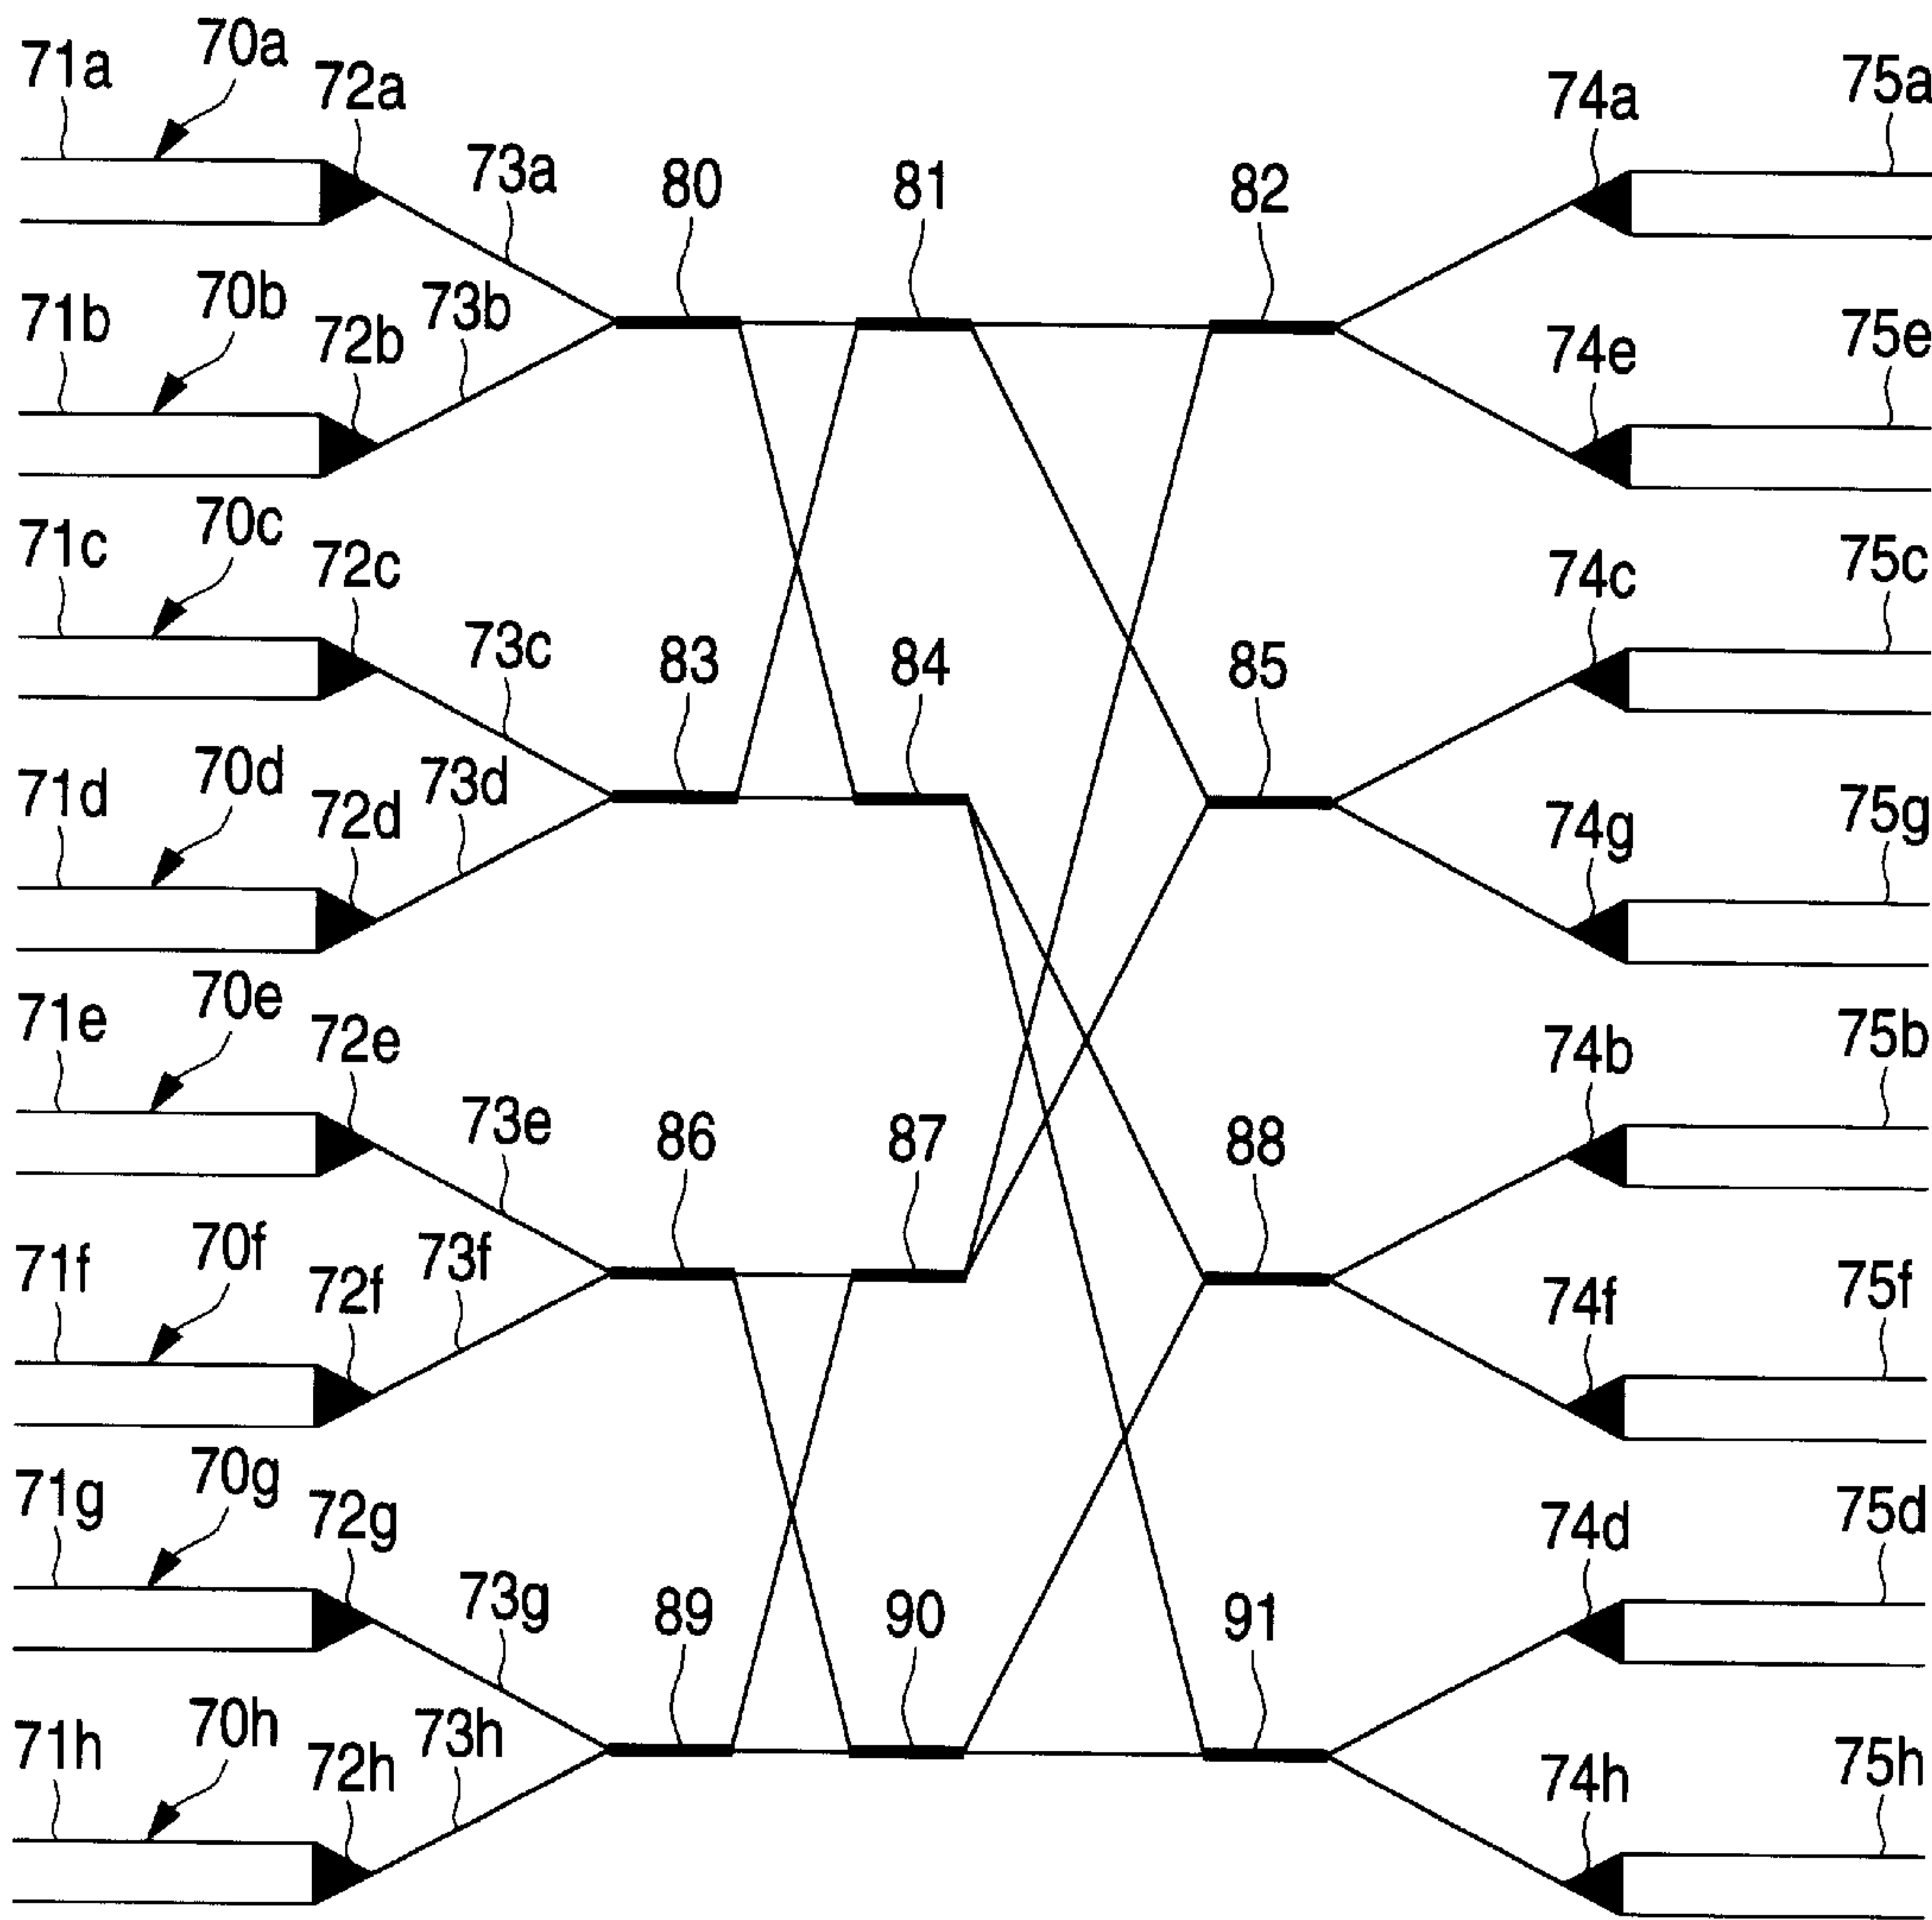 71a 70a 72a 74a 75a
73a 80 81 82
71b 70b 72b 73b 74e 75e
71c 70c 72c 74c 75c
73c 83 84 85
71d 70d 72d 73d 74g 75g
71e 70e 72e 74b 75b
73e 86 87 88
71f 70f 72f 73f 74f 75f
71g 70g 72g 74d 75d
73g 89 90 91
71h 70h 72h 73h 74h 75h